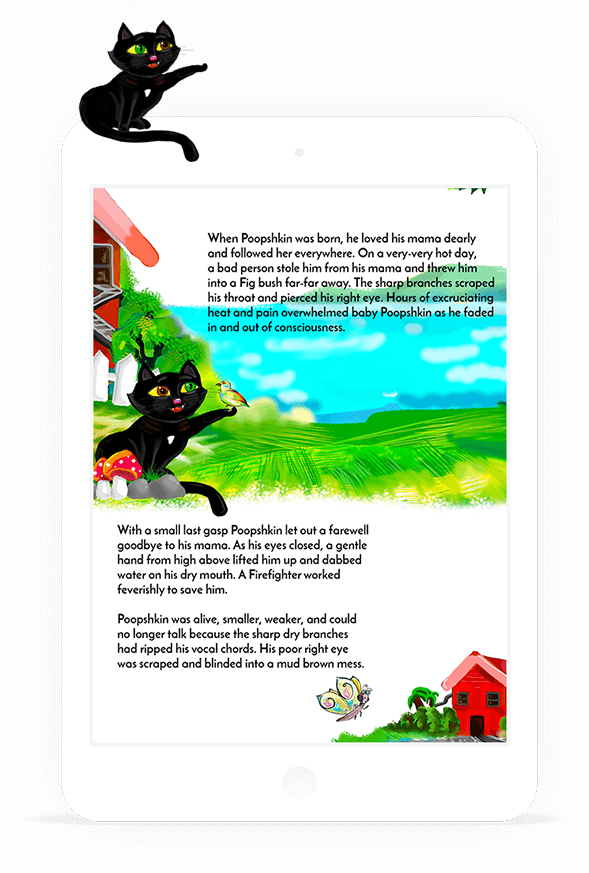 When Poopshkin was born, he loved his mama dearly
and followed her everywhere. On a very-very hot day,
a bad person stole him from his mama and threw him
into a Fig bush far-far away. The sharp branches scraped
his throat and pierced his right eye. Hours of excruciating
heat and pain overwhelmed baby Poopshkin as he faded
in and out of consciousness.
With a small last gasp Poopshkin let out a farewell
goodbye to his mama. As his eyes closed, a gentle
hand from high above lifted him up and dabbed
water on his dry mouth. A Firefighter worked
feverishly to save him.
Poopshkin was alive, smaller, weaker, and could
no longer talk because the sharp dry branches
had ripped his vocal chords. His poor right eye
was scraped and blinded into a mud brown mess.